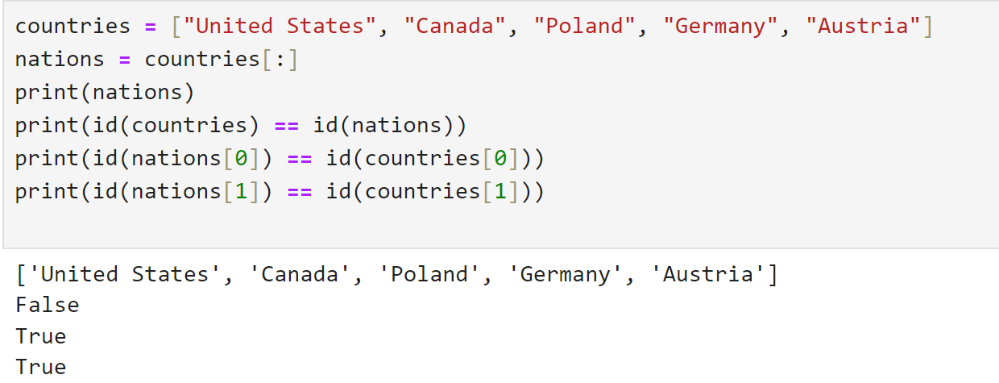 countries = ["United States", "Canada", "Poland", "Germany", "Austria"]
nations = countries[:]
print(nations)
print(id(countries) == id(nations))
print(id(nations[0]) == id(countries[0]))
print(id(nations[1]) == id(countries[1]))
['United States', 'Canada', 'Poland', 'Germany', 'Austria']
False
True
True